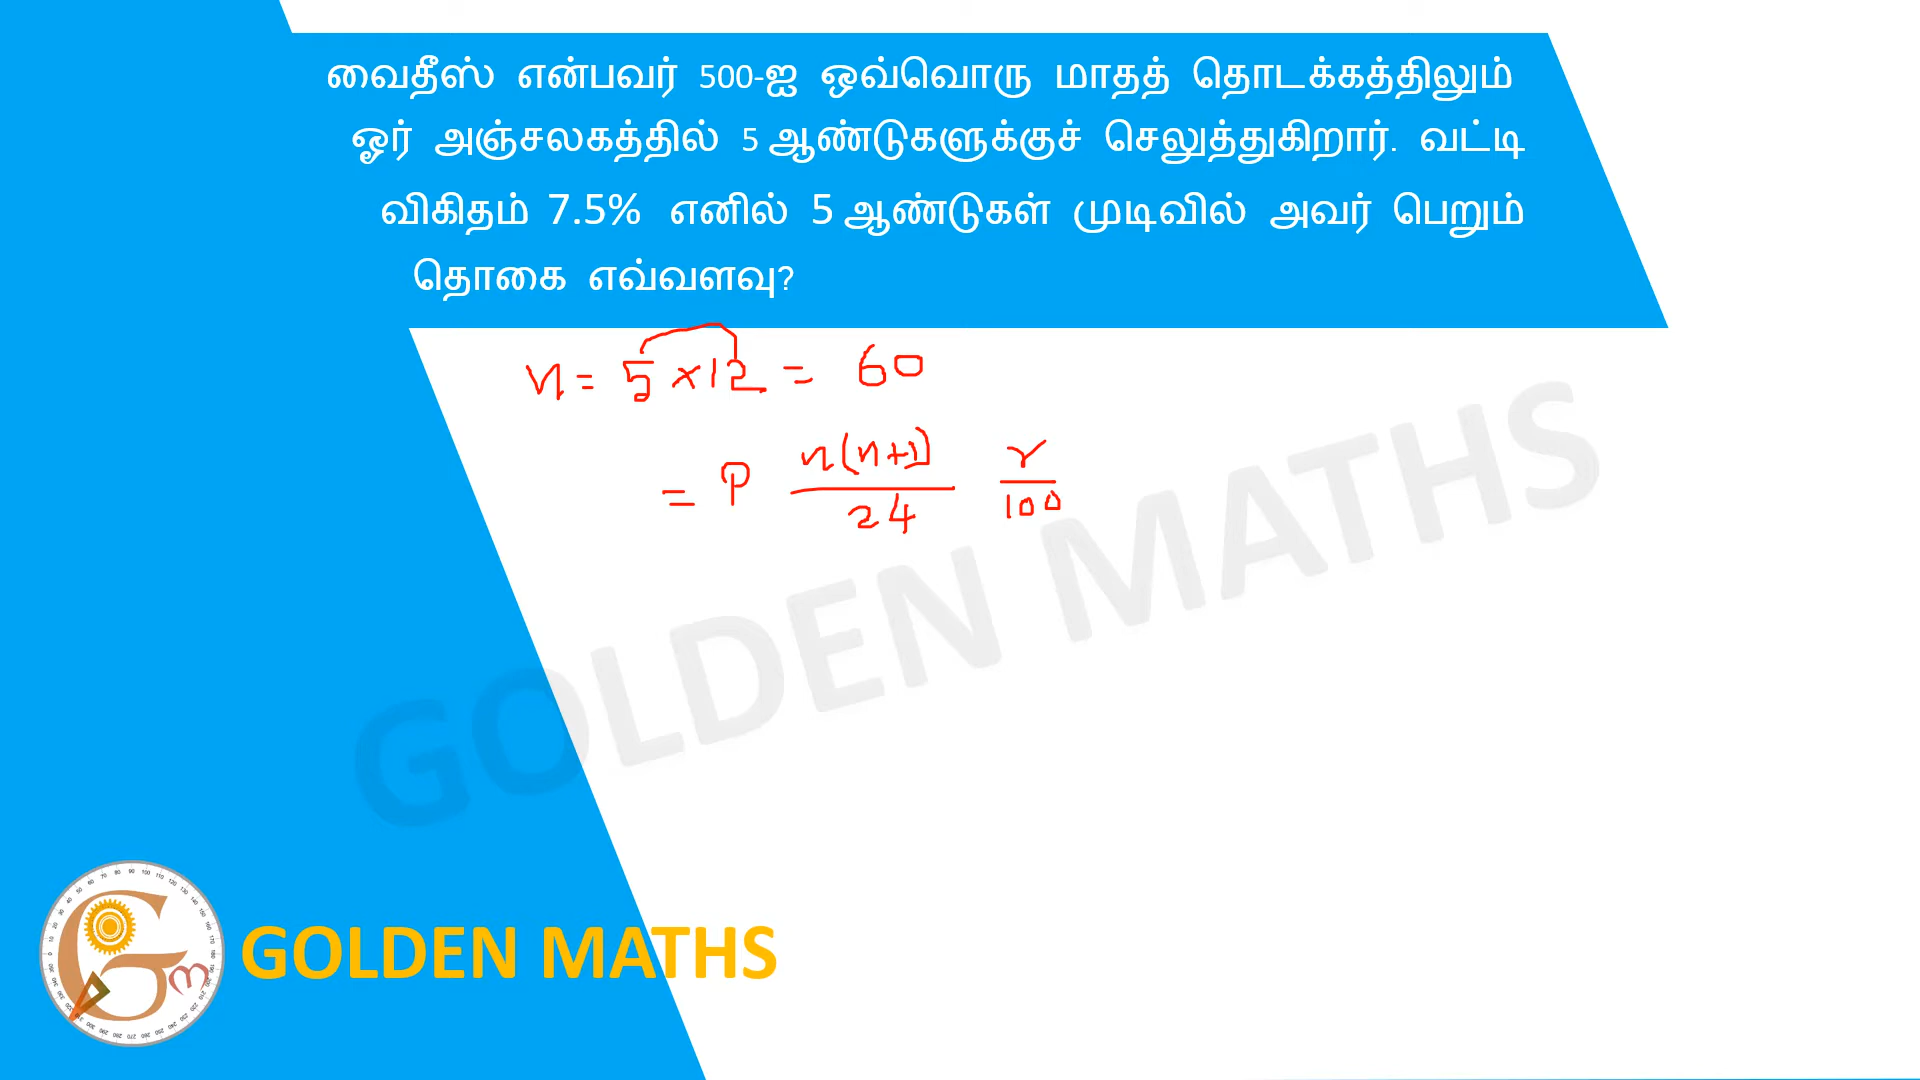 வைதீஸ் என்பவர் 500-ஐ ஒவ்வொரு மாதத் தொடக்கத்திலும்
ஓர் அஞ்சலகத்தில் 5 ஆண்டுகளுக்குச் செலுத்துகிறார். வட்டி
விகிதம் 7.5% எனில் 5 ஆண்டுகள் முடிவில் அவர் பெறும்
தொகை எவ்வளவு?
n = 5 × 12 = 60
= P n(n+1)/24 r/100
GOLDEN MATHS
Gm
GOLDEN MATHS